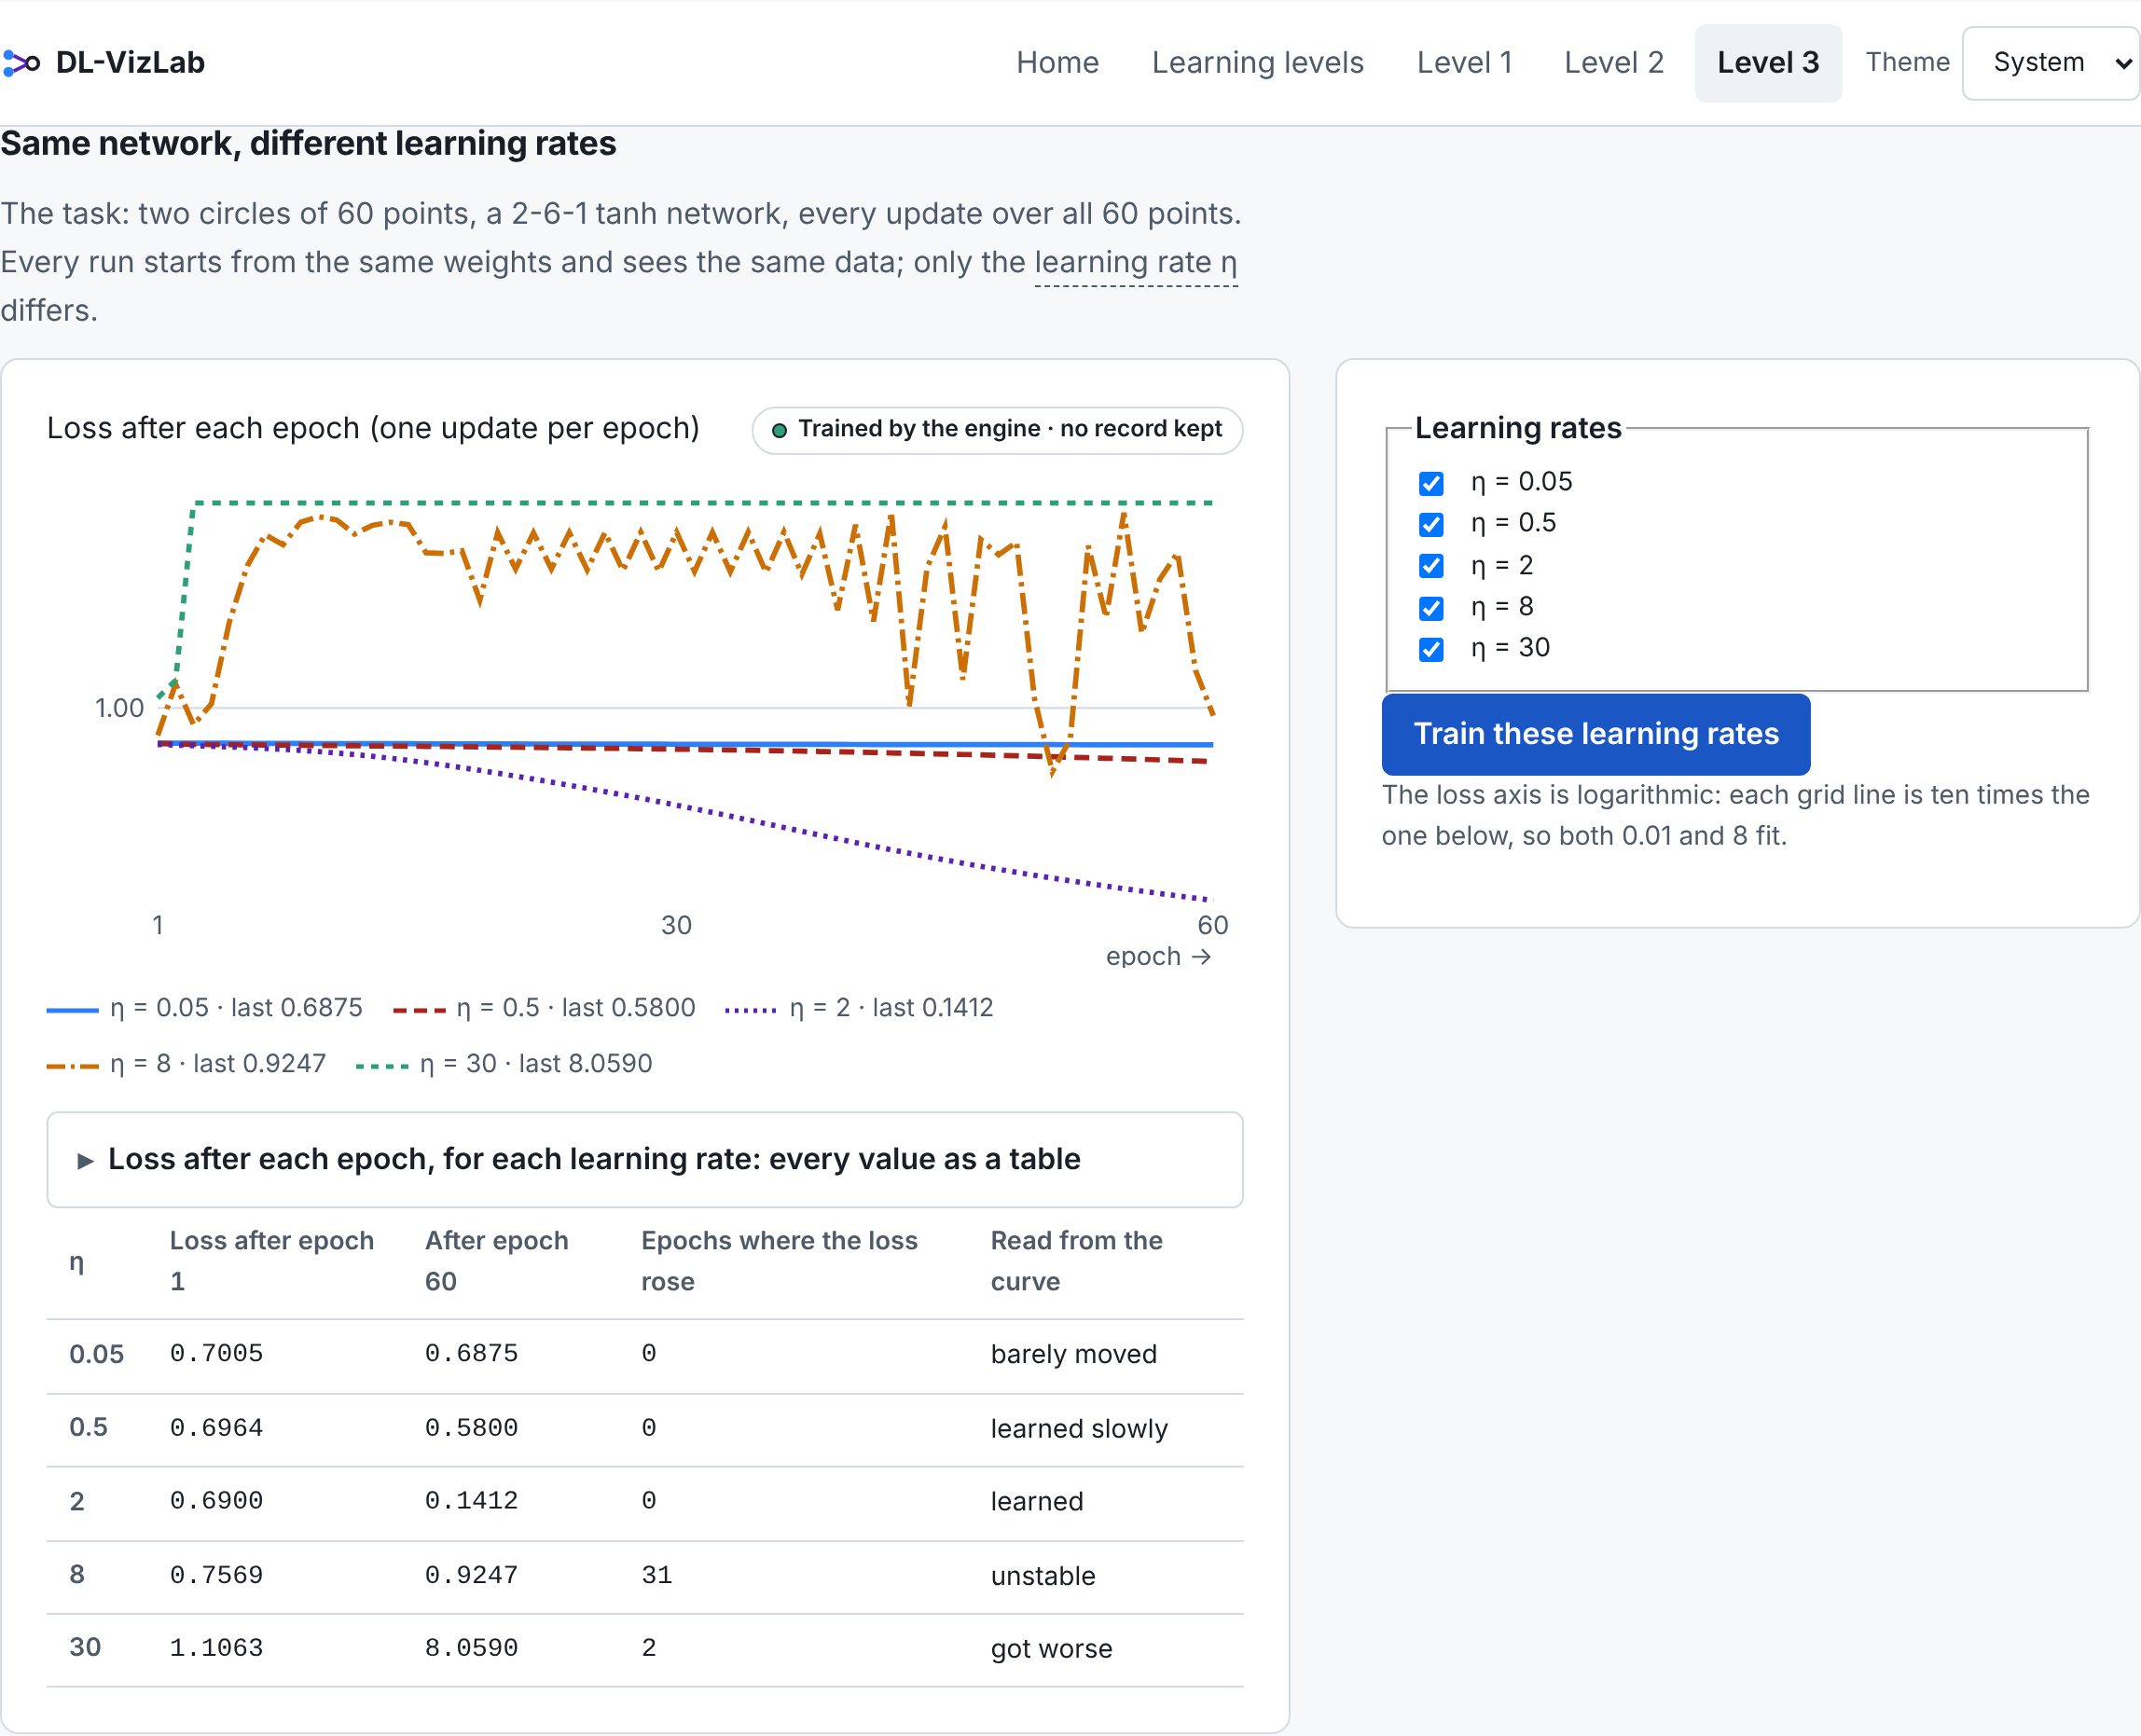 DL-VizLab
Home
Learning levels
Level 1
Level 2
Level 3
Theme
System
Same network, different learning rates
The task: two circles of 60 points, a 2-6-1 tanh network, every update over all 60 points.
Every run starts from the same weights and sees the same data; only the learning rate η
differs.
Loss after each epoch (one update per epoch)
Trained by the engine · no record kept
1.00
1
30
60
epoch →
η = 0.05 · last 0.6875
η = 0.5 · last 0.5800
η = 2 · last 0.1412
η = 8 · last 0.9247
η = 30 · last 8.0590
▶ Loss after each epoch, for each learning rate: every value as a table
η
Loss after epoch
1
After epoch
60
Epochs where the loss
rose
Read from the
curve
0.05 0.7005 0.6875 0 barely moved
0.5 0.6964 0.5800 0 learned slowly
2 0.6900 0.1412 0 learned
8 0.7569 0.9247 31 unstable
30 1.1063 8.0590 2 got worse
Learning rates
η = 0.05
η = 0.5
η = 2
η = 8
η = 30
Train these learning rates
The loss axis is logarithmic: each grid line is ten times the
one below, so both 0.01 and 8 fit.